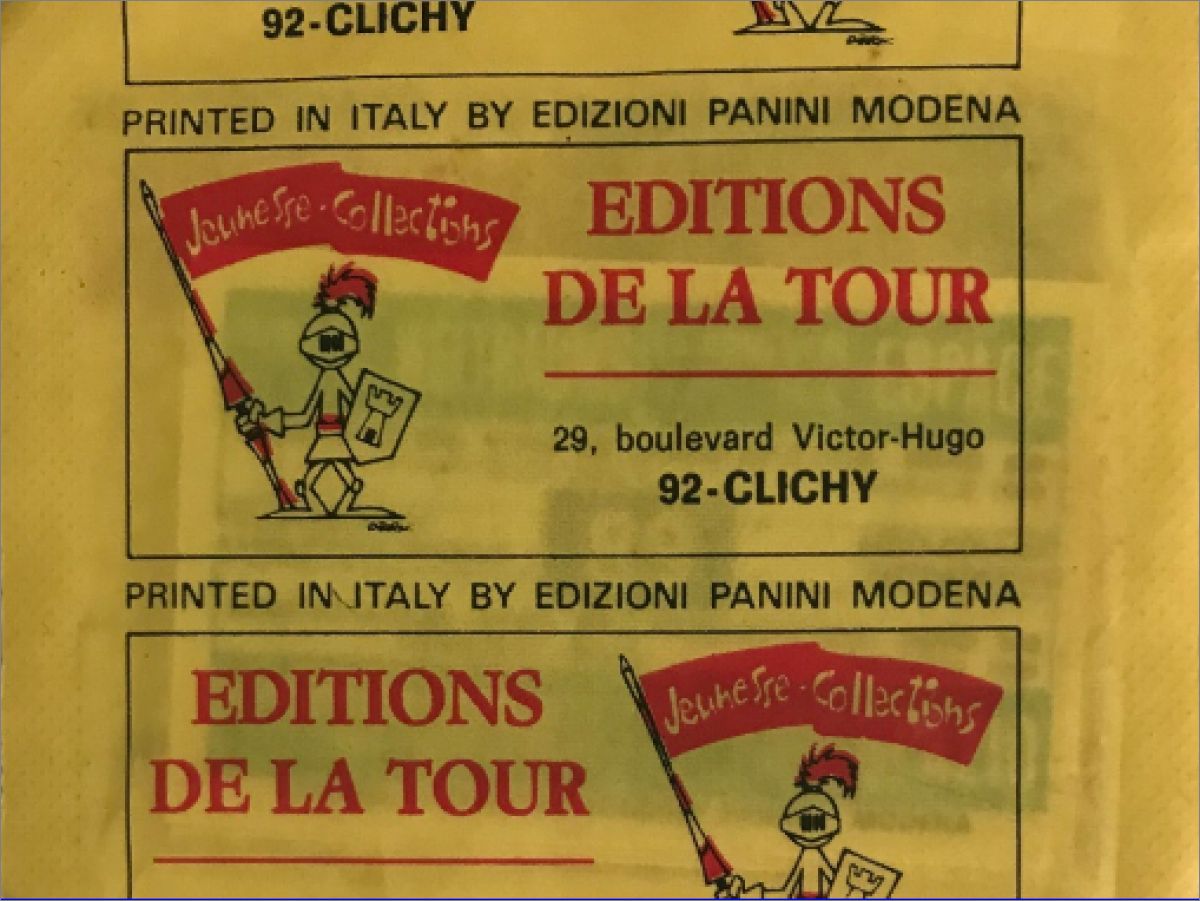 92-CLICHY
PRINTED IN ITALY BY EDIZIONI PANINI MODENA
Jeunesse-Collections
EDITIONS
DE LA TOUR
29, boulevard Victor-Hugo
92-CLICHY
PRINTED IN ITALY BY EDIZIONI PANINI MODENA
EDITIONS
DE LA TOUR
Jeunesse-Collections